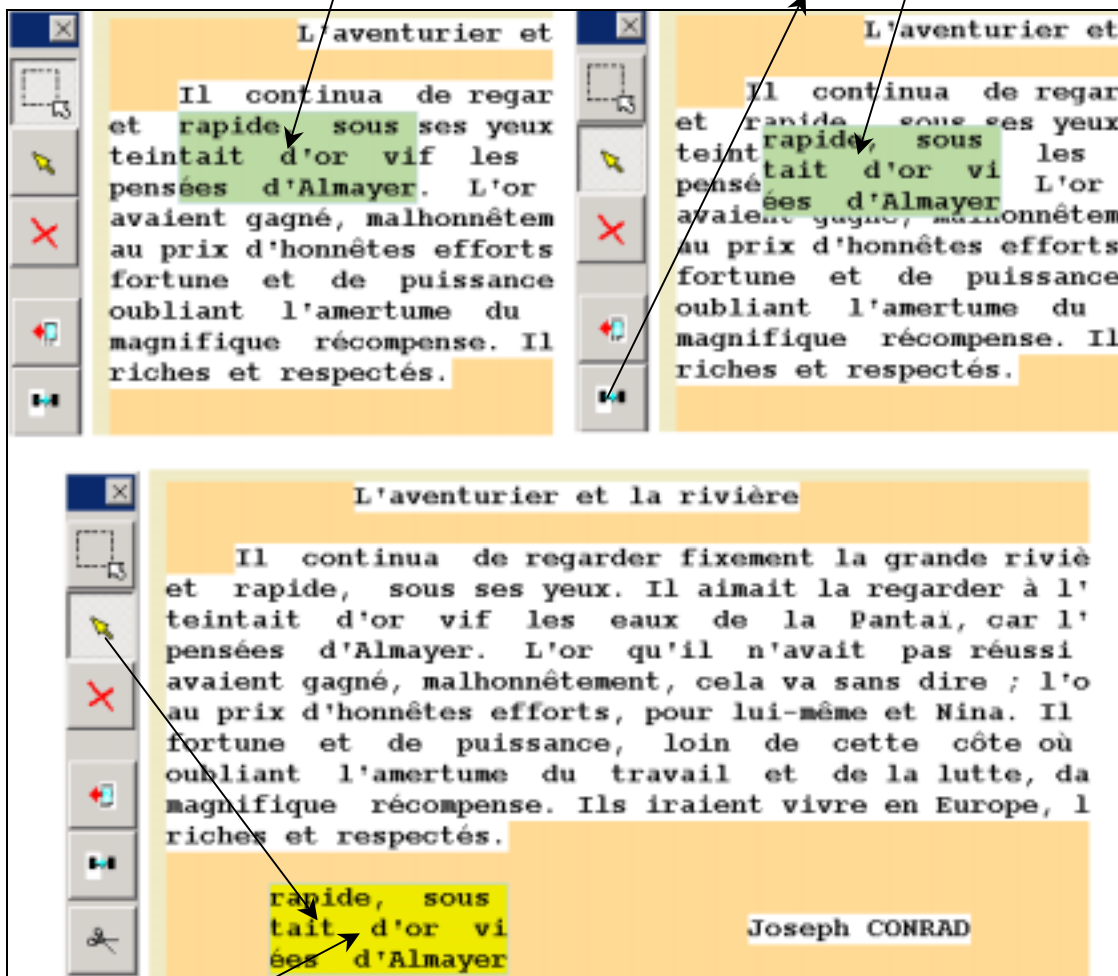 L'aventurier et
Il continua de regar
et rapide, sous ses yeux
teintait d'or vif les
pensées d'Almayer. L'or
avaient gagné, malhonnêtem
au prix d'honnêtes efforts
fortune et de puissance
oubliant l'amertume du
magnifique récompense. Il
riches et respectés.
L'aventurier et
Il continua de regar
et rapide, sous ses yeux
rapide, sous
teint les
tait d'or vi
pensé L'or
ées d'Almayer
avaient gagné, malhonnêtem
au prix d'honnêtes efforts
fortune et de puissance
oubliant l'amertume du
magnifique récompense. Il
riches et respectés.
L'aventurier et la rivière
Il continua de regarder fixement la grande riviè
et rapide, sous ses yeux. Il aimait la regarder à l'
teintait d'or vif les eaux de la Pantaï, car l'
pensées d'Almayer. L'or qu'il n'avait pas réussi
avaient gagné, malhonnêtement, cela va sans dire ; l'o
au prix d'honnêtes efforts, pour lui-même et Nina. Il
fortune et de puissance, loin de cette côte où
oubliant l'amertume du travail et de la lutte, da
magnifique récompense. Ils iraient vivre en Europe, l
riches et respectés.
rapide, sous
tait d'or vi
ées d'Almayer
Joseph CONRAD